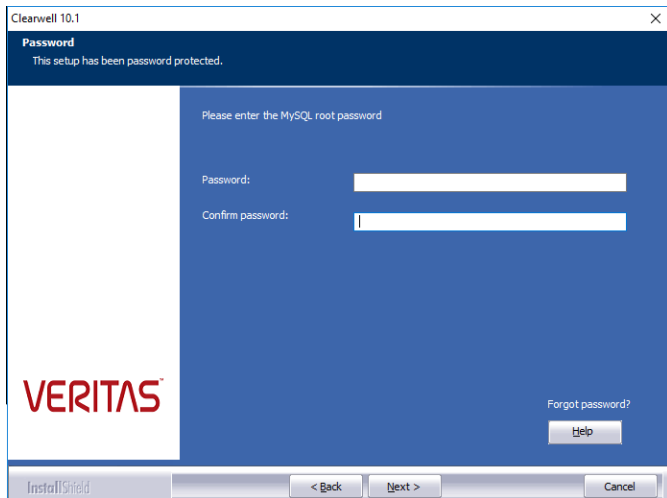 Clearwell 10.1
Password
This setup has been password protected.
Please enter the MySQL root password
Password:
Confirm password:
VERITAS™
Forgot password?
Help
InstallShield
< Back
Next >
Cancel